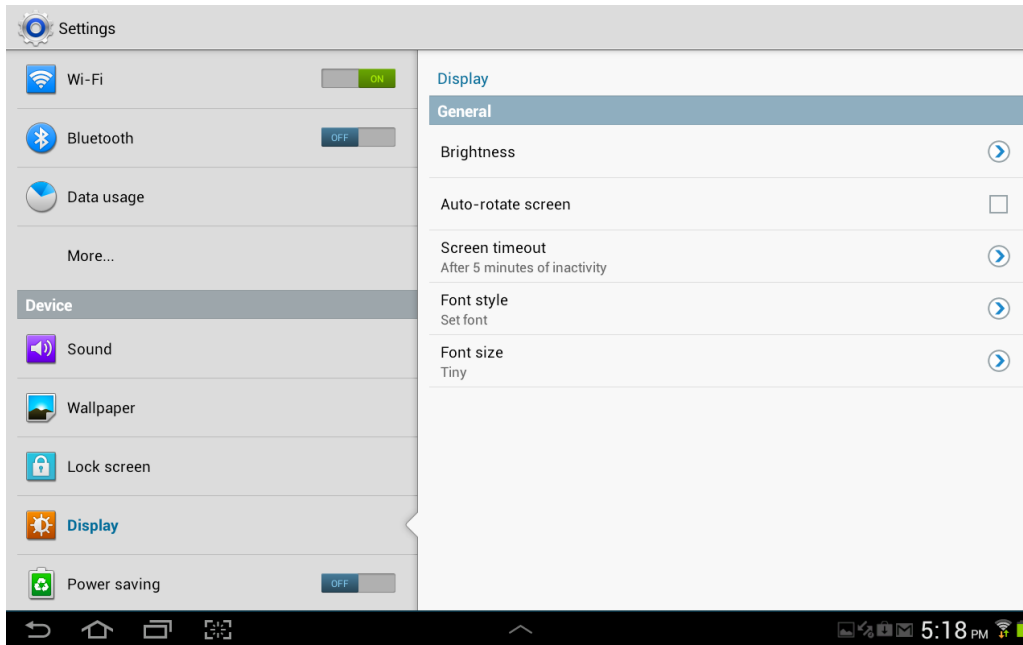 Settings
Wi-Fi
ON
Bluetooth
OFF
Data usage
More...
Device
Sound
Wallpaper
Lock screen
Display
Power saving
OFF
Display
General
Brightness
Auto-rotate screen
Screen timeout
After 5 minutes of inactivity
Font style
Set font
Font size
Tiny
5:18 PM